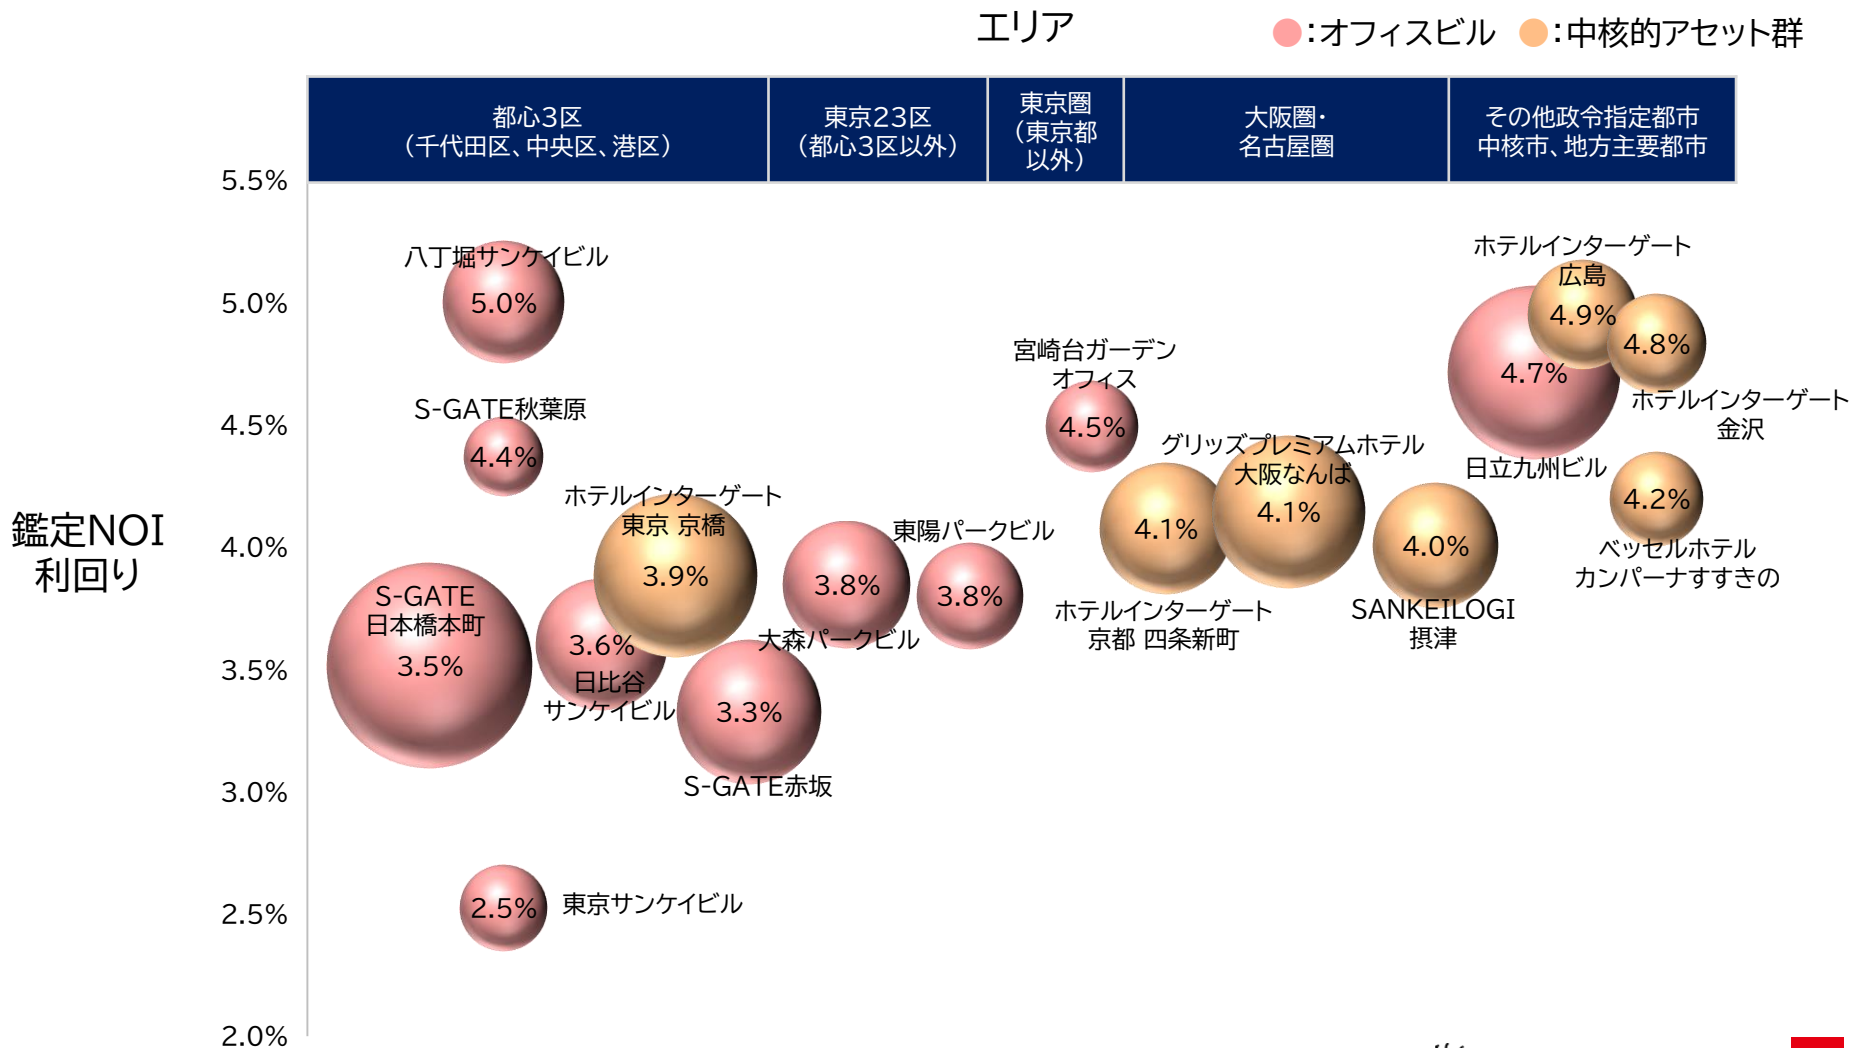 エリア
●:オフィスビル ●:中核的アセット群
都心3区
(千代田区、中央区、港区)
東京23区
(都心3区以外)
東京圏
(東京都
以外)
大阪圏・
名古屋圏
その他政令指定都市
中核市、地方主要都市
鑑定NOI
利回り
5.5%
5.0%
4.5%
4.0%
3.5%
3.0%
2.5%
2.0%
八丁堀サンケイビル
5.0%
S-GATE秋葉原
4.4%
ホテルインターゲート
東京 京橋
3.9%
S-GATE
日本橋本町
3.5%
3.6%
日比谷
サンケイビル
3.3%
S-GATE赤坂
2.5%
東京サンケイビル
3.8%
大森パークビル
東陽パークビル
3.8%
宮崎台ガーデン
オフィス
4.5%
4.1%
ホテルインターゲート
京都 四条新町
グリッズプレミアムホテル
大阪なんば
4.1%
4.0%
SANKEILOGI
摂津
ホテルインターゲート
広島
4.9%
4.8%
ホテルインターゲート
金沢
4.7%
日立九州ビル
4.2%
ベッセルホテル
カンパーナすすきの